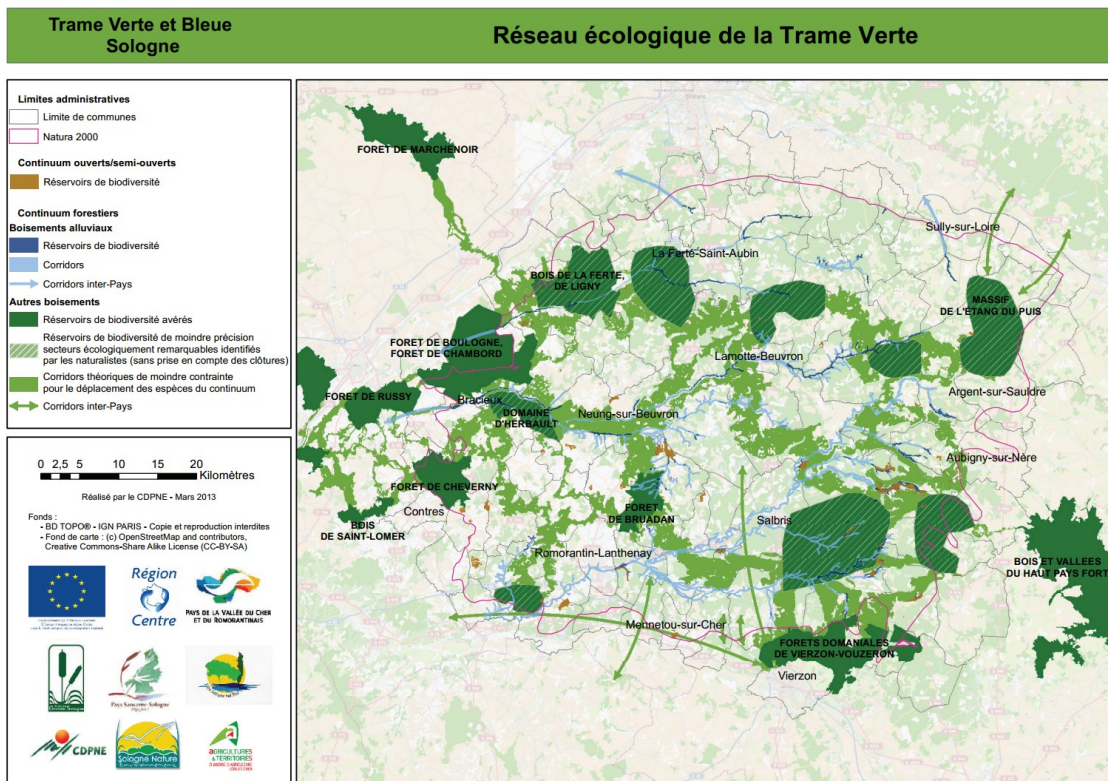 Trame Verte et Bleue
Sologne
Réseau écologique de la Trame Verte
Limites administratives
Limite de communes
Natura 2000
Continuum ouverts/semi-ouverts
Réservoirs de biodiversité
Continuum forestiers
Boisements alluviaux
Réservoirs de biodiversité
Corridors
Corridors inter-Pays
Autres boisements
Réservoirs de biodiversité avérés
Réservoirs de biodiversité de moindre précision
secteurs écologiquement remarquables identifiés
par les naturalistes (sans prise en compte des clôtures)
Corridors théoriques de moindre contrainte
pour le déplacement des espèces du continuum
Corridors inter-Pays
0 2,5 5 10 15 20
Kilomètres
Réalisé par le CDPNE - Mars 2013
Fonds :
- BD TOPO® - IGN PARIS - Copie et reproduction interdites
- Fond de carte : (c) OpenStreetMap and contributors,
Creative Commons-Share Alike License (CC-BY-SA)
Région
Centre
PAYS DE LA VALLÉE DU CHER
ET DU ROMORANTINAIS
Pays Sancerre-Sologne
CDPNE
Sologne Nature
AGRICULTURES
& TERRITOIRES
FORET DE MARCHENOIR
Sully-sur-Loire
La Ferté-Saint-Aubin
BOIS DE LA FERTE,
DE LIGNY
MASSIF
DE L'ÉTANG DU PUIS
FORET DE BOULOGNE,
FORET DE CHAMBORD
Lamotte-Beuvron
FORET DE RUSSY
Bracieux
Argent-sur-Sauldre
DOMAINE
D'HERBAULT
Neung-sur-Beuvron
Aubigny-sur-Nère
FORET DE CHEVERNY
Contres
FORET
DE BRUADAN
BOIS
DE SAINT-LOMER
Salbris
Romorantin-Lanthenay
BOIS ET VALLEES
DU HAUT PAYS FORT
Mennetou-sur-Cher
FORETS DOMANIALES
DE VIERZON-VOUZERON
Vierzon